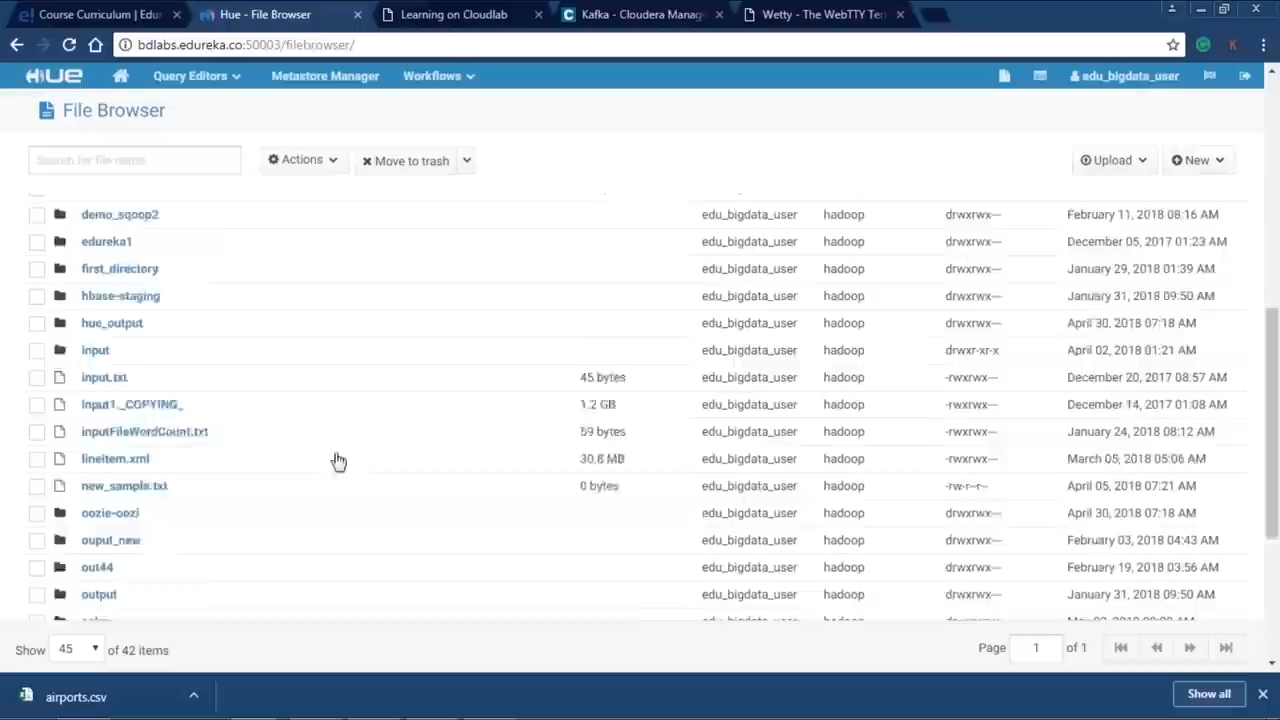 Course Curriculum | Edu Hue - File Browser Learning on Cloudlab Kafka - Cloudera Manag Wetty - The WebTTY Ter
bdlabs.edureka.co:50003/filebrowser/
HUE Query Editors Metastore Manager Workflows edu_bigdata_user
File Browser
Search for file name Actions Move to trash Upload New
demo_sqoop2 edu_bigdata_user hadoop drwxrwx--- February 11, 2018 08:16 AM
edureka1 edu_bigdata_user hadoop drwxrwx--- December 05, 2017 01:23 AM
first_directory edu_bigdata_user hadoop drwxrwx--- January 29, 2018 01:39 AM
hbase-staging edu_bigdata_user hadoop drwxrwx--- January 31, 2018 09:50 AM
hue_output edu_bigdata_user hadoop drwxrwx--- April 30, 2018 07:18 AM
input edu_bigdata_user hadoop drwxr-xr-x April 02, 2018 01:21 AM
input.txt 45 bytes edu_bigdata_user hadoop -rwxrwx--- December 20, 2017 08:57 AM
input1._COPYING_ 1.2 GB edu_bigdata_user hadoop -rwxrwx--- December 14, 2017 01:08 AM
inputFileWordCount.txt 59 bytes edu_bigdata_user hadoop -rwxrwx--- January 24, 2018 08:12 AM
lineitem.xml 30.8 MB edu_bigdata_user hadoop -rwxrwx--- March 05, 2018 05:06 AM
new_sample.txt 0 bytes edu_bigdata_user hadoop -rw-r--r-- April 05, 2018 07:21 AM
oozie-oozi edu_bigdata_user hadoop drwxrwx--- April 30, 2018 07:18 AM
ouput_new edu_bigdata_user hadoop drwxrwx--- February 03, 2018 04:43 AM
out44 edu_bigdata_user hadoop drwxrwx--- February 19, 2018 03:56 AM
output edu_bigdata_user hadoop drwxrwx--- January 31, 2018 09:50 AM
Show 45 of 42 items Page 1 of 1
airports.csv Show all